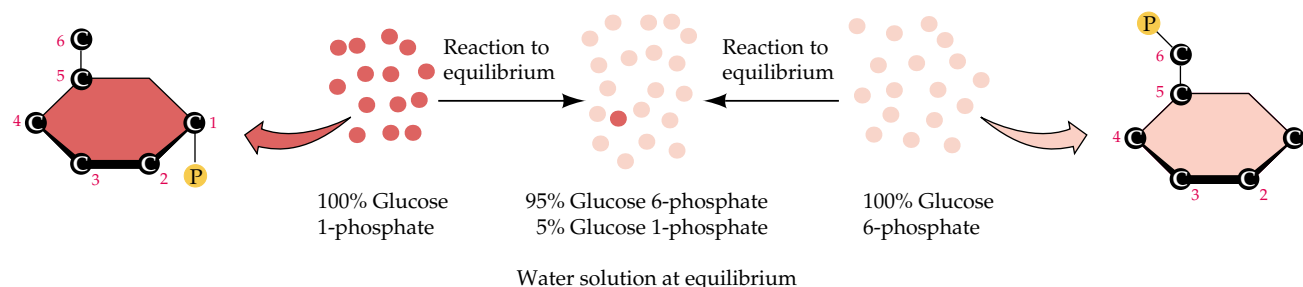 6
C
5
C
4
C
C
1
C
3
C
2
P
Reaction to
equilibrium
Reaction to
equilibrium
P
C
6
C
5
4
C
C
C
3
C
2
100% Glucose
1-phosphate
95% Glucose 6-phosphate
5% Glucose 1-phosphate
100% Glucose
6-phosphate
Water solution at equilibrium